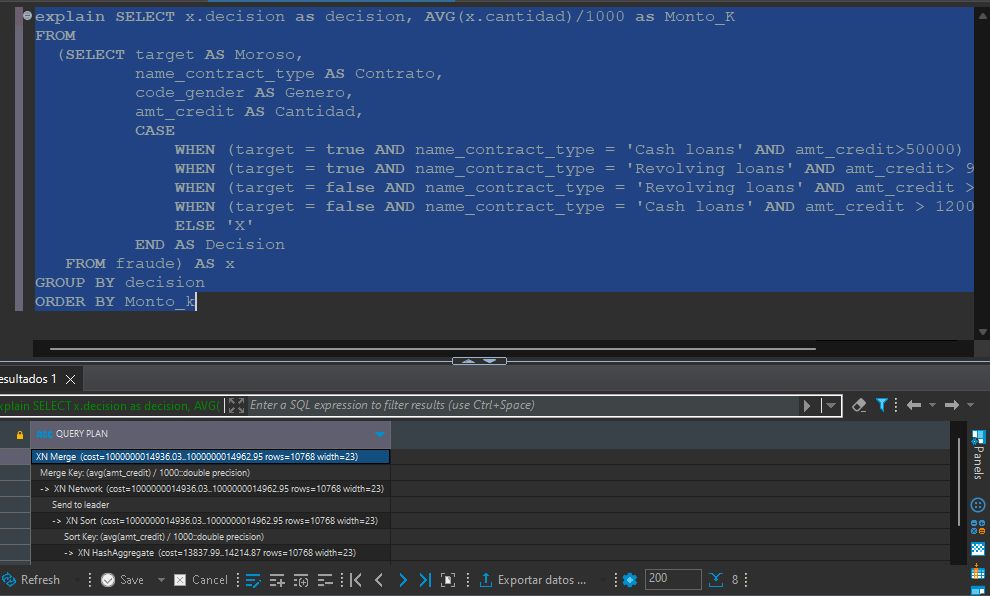 explain SELECT x.decision as decision, AVG(x.cantidad)/1000 as Monto_K
FROM
(SELECT target AS Moroso,
name_contract_type AS Contrato,
code_gender AS Genero,
amt_credit AS Cantidad,
CASE
WHEN (target = true AND name_contract_type = 'Cash loans' AND amt_credit>50000)
WHEN (target = true AND name_contract_type = 'Revolving loans' AND amt_credit> 9
WHEN (target = false AND name_contract_type = 'Revolving loans' AND amt_credit >
WHEN (target = false AND name_contract_type = 'Cash loans' AND amt_credit > 1200
ELSE 'X'
END AS Decision
FROM fraude) AS x
GROUP BY decision
ORDER BY Monto_k
esultados 1
xplain SELECT x.decision as decision, AVG( Enter a SQL expression to filter results (use Ctrl+Space)
ABC QUERY PLAN
XN Merge (cost=1000000014936.03..1000000014962.95 rows=10768 width=23)
Merge Key: (avg(amt_credit) / 1000::double precision)
-> XN Network (cost=1000000014936.03..1000000014962.95 rows=10768 width=23)
Send to leader
-> XN Sort (cost=1000000014936.03..1000000014962.95 rows=10768 width=23)
Sort Key: (avg(amt_credit) / 1000::double precision)
-> XN HashAggregate (cost=13837.99..14214.87 rows=10768 width=23)
Panels
Refresh Save Cancel Exportar datos ... 200 8